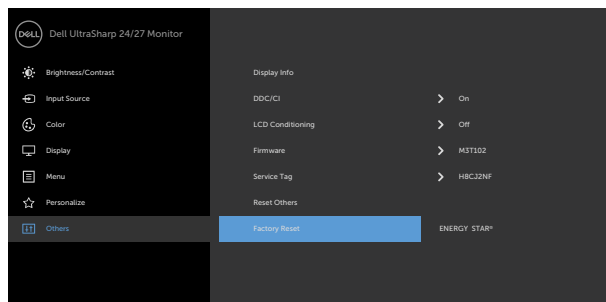 DELL Dell UltraSharp 24/27 Monitor
Brightness/Contrast Display Info
Input Source DDC/CI On
Color LCD Conditioning Off
Display Firmware M3T102
Menu Service Tag H8CJ2NF
Personalize Reset Others
Others Factory Reset ENERGY STAR®